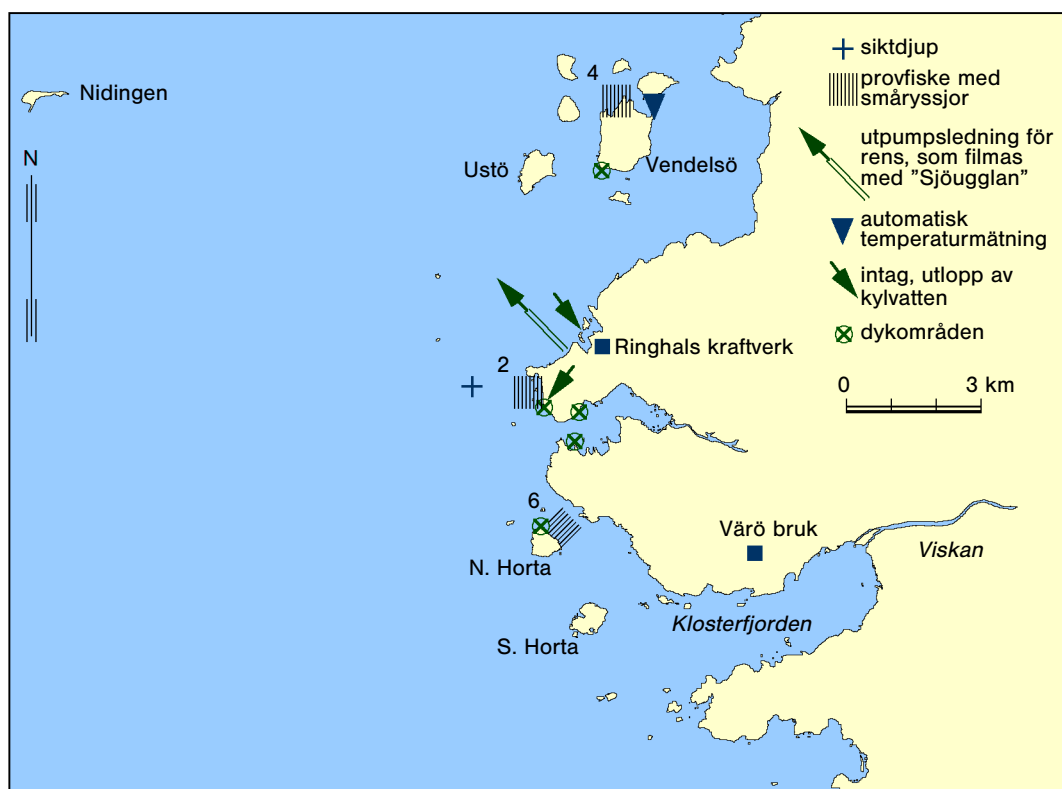 siktdjup
4
provfiske med
småryssjor
Nidingen
N
utpumpsledning för
rens, som filmas
med ”Sjöugglan”
Ustö
Vendelsö
automatisk
temperaturmätning
intag, utlopp av
kylvatten
dykområden
Ringhals kraftverk
2
0
3 km
6
Värö bruk
Viskan
N. Horta
Klosterfjorden
S. Horta